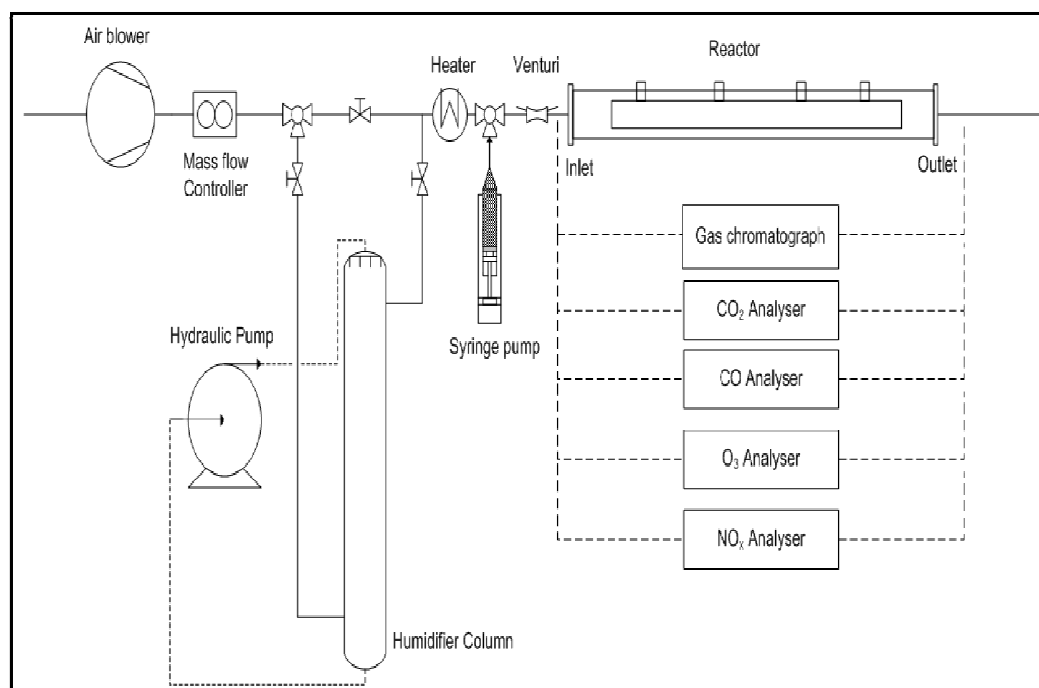 Air blower
Mass flow
Controller
Heater
Venturi
Reactor
Inlet
Outlet
Gas chromatograph
CO₂ Analyser
CO Analyser
O₃ Analyser
NOₓ Analyser
Syringe pump
Hydraulic Pump
Humidifier Column